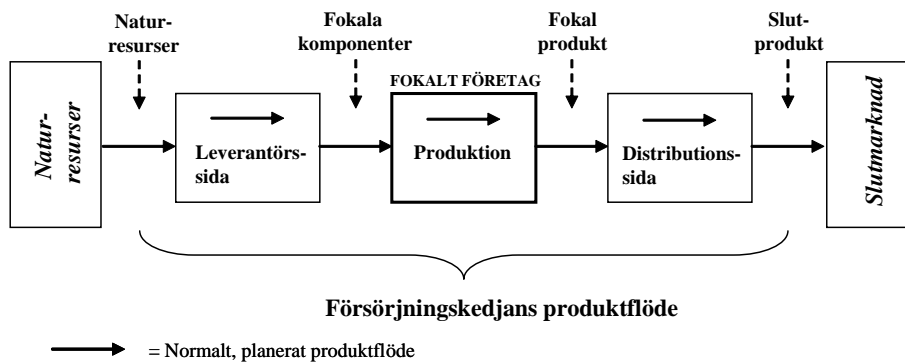 Natur-
resurser
Fokala
komponenter
Fokal
produkt
Slut-
produkt
FOKALT FÖRETAG
Natur-
resurser
Leverantörs-
sida
Produktion
Distributions-
sida
Slutmarknad
Försörjningskedjans produktflöde
= Normalt, planerat produktflöde